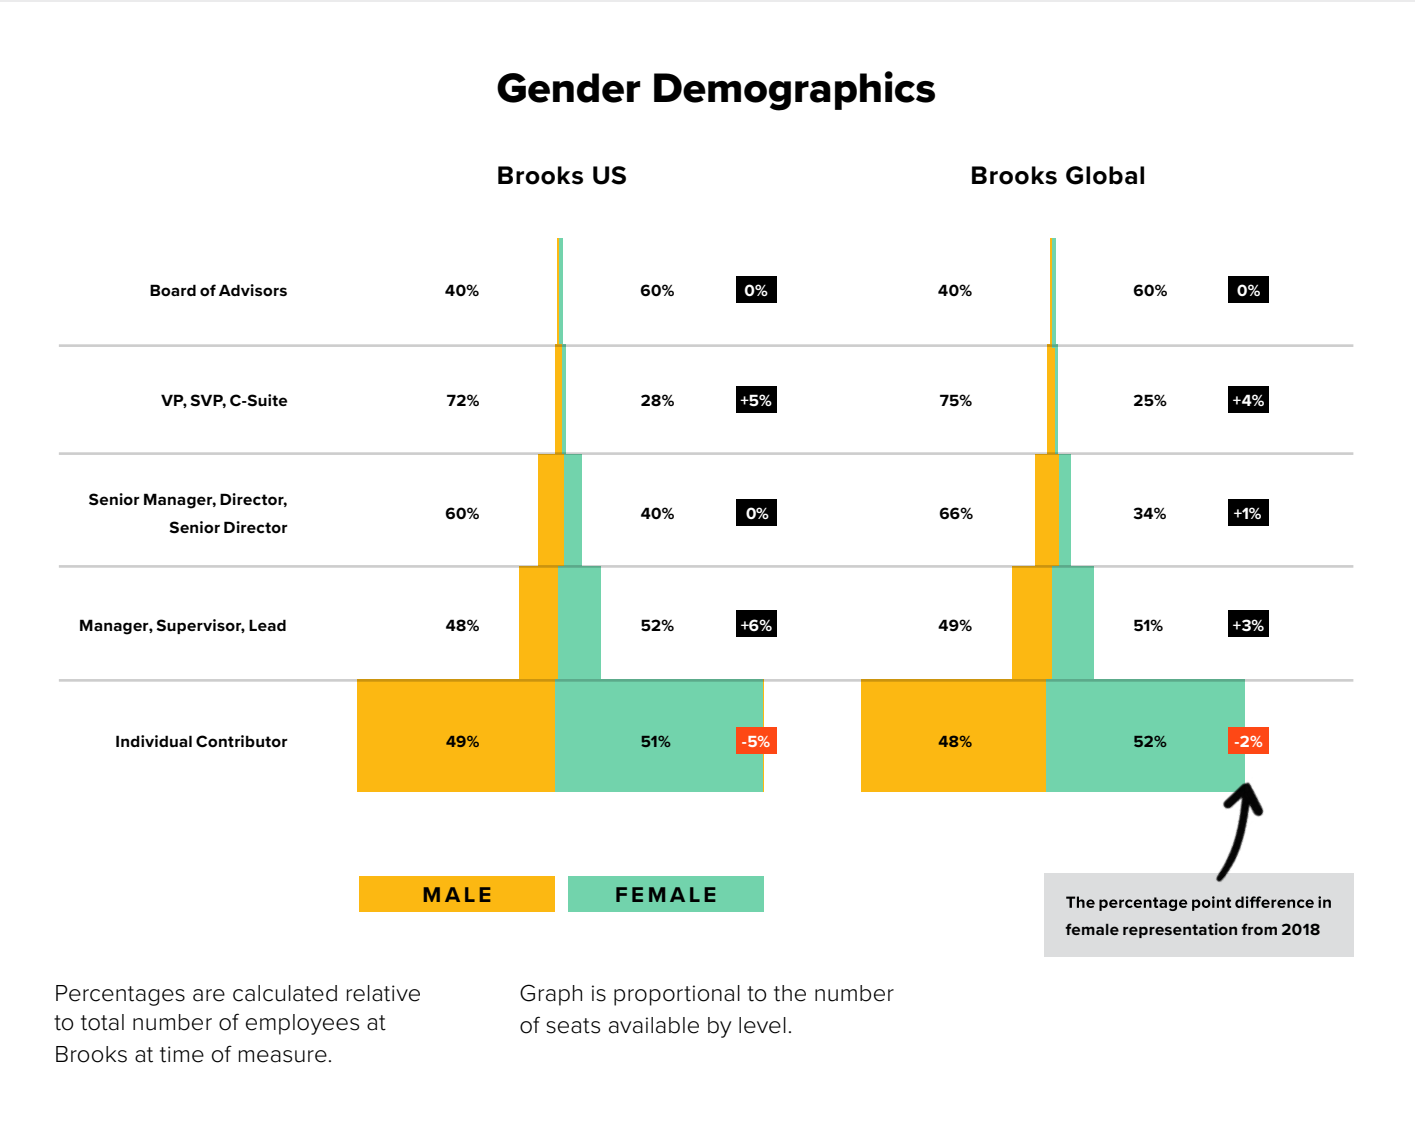 Gender Demographics
Brooks US
Brooks Global
Board of Advisors 40% 60% 0% 40% 60% 0%
VP, SVP, C-Suite 72% 28% +5% 75% 25% +4%
Senior Manager, Director,
Senior Director 60% 40% 0% 66% 34% +1%
Manager, Supervisor, Lead 48% 52% +6% 49% 51% +3%
Individual Contributor 49% 51% -5% 48% 52% -2%
MALE FEMALE
The percentage point difference in
female representation from 2018
Percentages are calculated relative
to total number of employees at
Brooks at time of measure.
Graph is proportional to the number
of seats available by level.